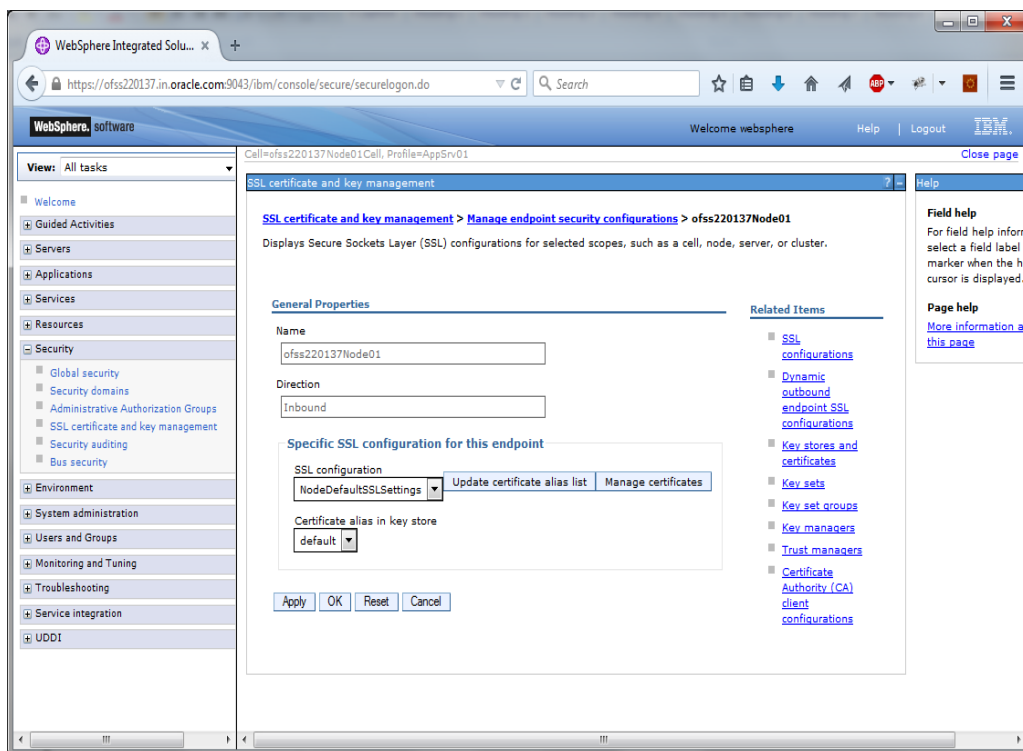 WebSphere Integrated Solu... ×
https://ofss220137.in.oracle.com:9043/ibm/console/secure/securelogon.do
Search
ABP
WebSphere. software
Welcome websphere
Help | Logout
IBM.
View: All tasks
Welcome
Guided Activities
Servers
Applications
Services
Resources
Security
Global security
Security domains
Administrative Authorization Groups
SSL certificate and key management
Security auditing
Bus security
Environment
System administration
Users and Groups
Monitoring and Tuning
Troubleshooting
Service integration
UDDI
Cell=ofss220137Node01Cell, Profile=AppSrv01
Close page
SSL certificate and key management
? -
SSL certificate and key management > Manage endpoint security configurations > ofss220137Node01
Displays Secure Sockets Layer (SSL) configurations for selected scopes, such as a cell, node, server, or cluster.
General Properties
Name
ofss220137Node01
Direction
Inbound
Specific SSL configuration for this endpoint
SSL configuration
NodeDefaultSSLSettings
Update certificate alias list
Manage certificates
Certificate alias in key store
default
Apply
OK
Reset
Cancel
Related Items
SSL
configurations
Dynamic
outbound
endpoint SSL
configurations
Key stores and
certificates
Key sets
Key set groups
Key managers
Trust managers
Certificate
Authority (CA)
client
configurations
Help
Field help
For field help inforn
select a field label
marker when the h
cursor is displayed.
Page help
More information a
this page